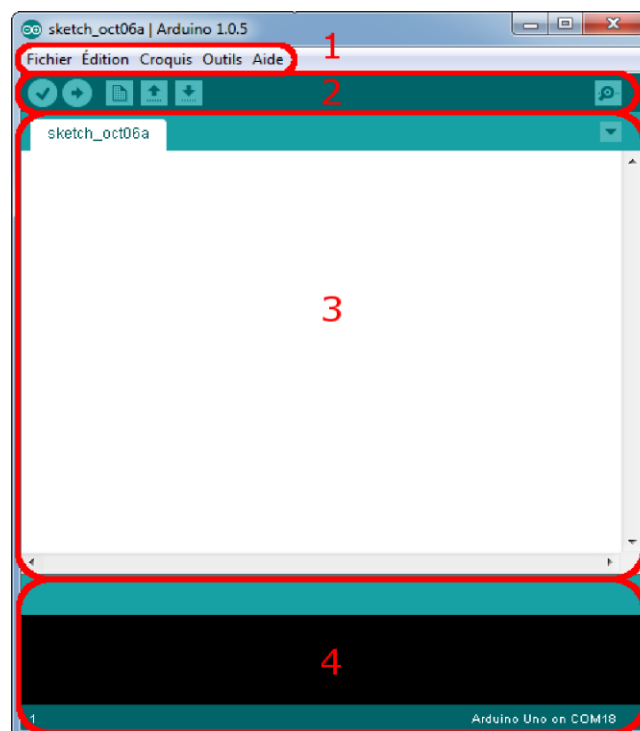 sketch_oct06a | Arduino 1.0.5
1
Fichier Édition Croquis Outils Aide
2
sketch_oct06a
3
4
1 Arduino Uno on COM18